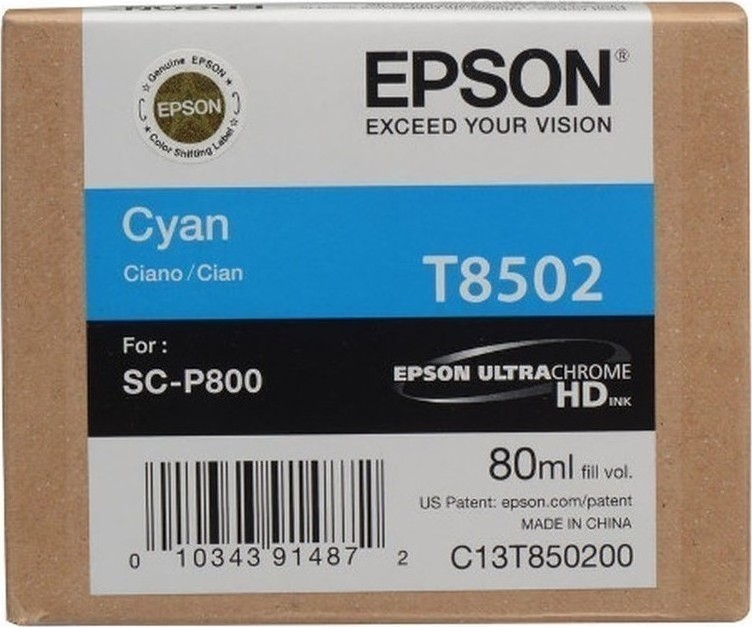 Genuine EPSON
EPSON
Color Shifting Label
EPSON®
EXCEED YOUR VISION
Cyan
Ciano / Cian
T8502
For :
SC-P800
EPSON ULTRACHROME
HD INK
80ml fill vol.
US Patent: epson.com/patent
MADE IN CHINA
0 10343 91487 2
C13T850200